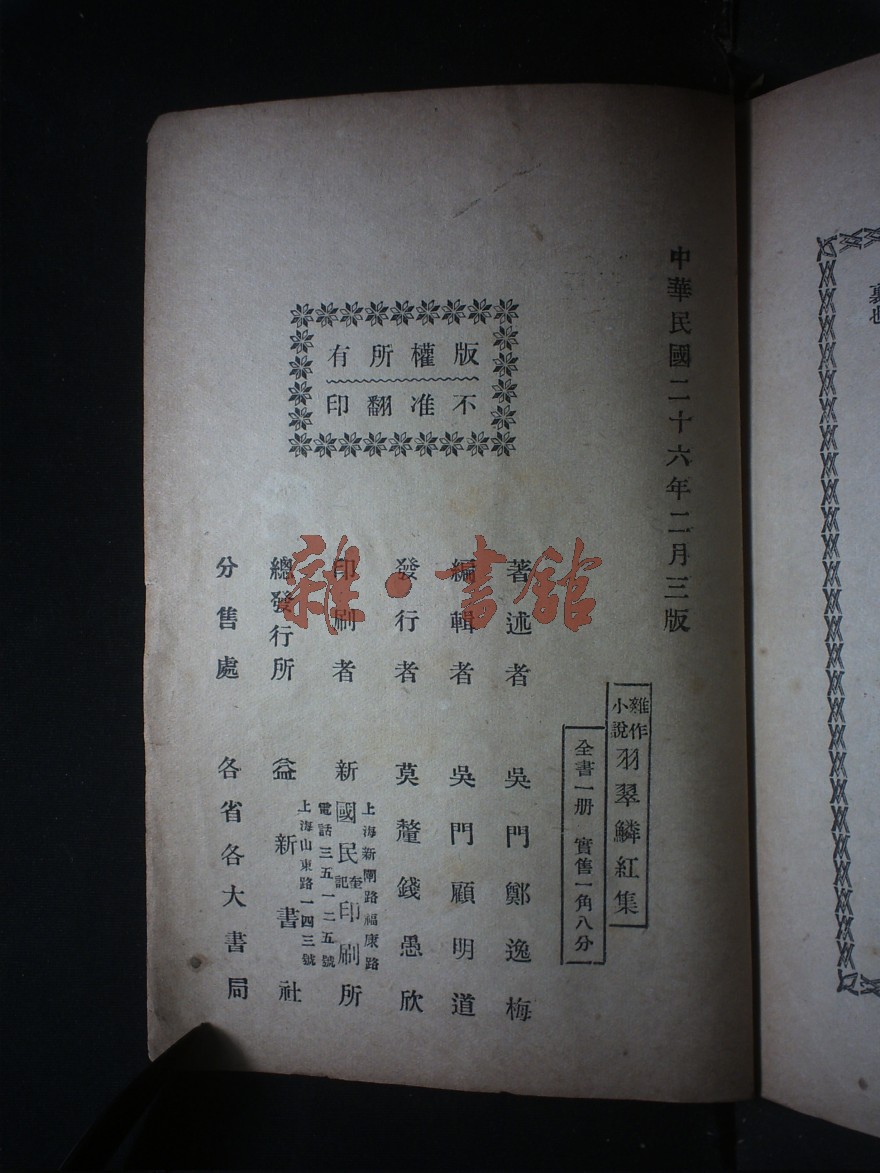 中華民國二十六年二月三版
雜作
小說
羽翠鱗紅集
全書一册 實售一角八分
版權所有
不准翻印
著述者 吳門鄭逸梅
編輯者 吳門顧明道
發行者 莫釐錢愚欣
印刷者 新國民奎記印刷所
上海新閘路福康路
電話三五一二五號
總發行所 益新書社
上海山東路一四三號
分售處 各省各大書局
雜·書館
裏也